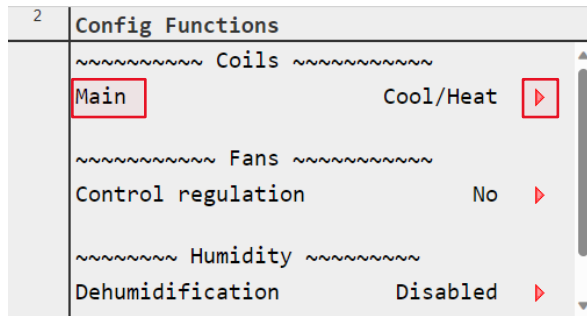 2
Config Functions
~~~~~~~~~~ Coils ~~~~~~~~~~~
Main Cool/Heat
~~~~~~~~~~~ Fans ~~~~~~~~~~~
Control regulation No
~~~~~~~~ Humidity ~~~~~~~~~
Dehumidification Disabled